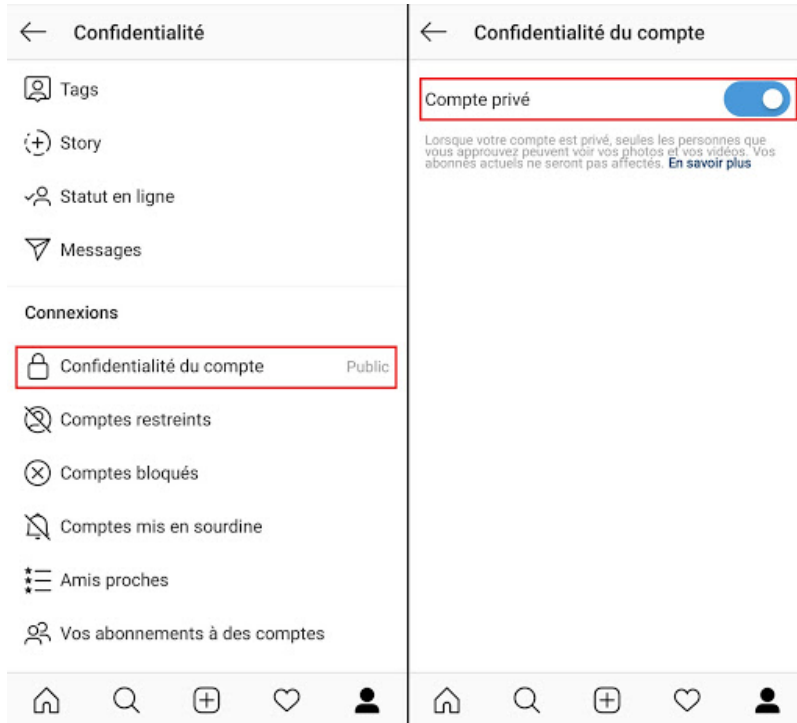 Confidentialité
Tags
Story
Statut en ligne
Messages
Connexions
Confidentialité du compte Public
Comptes restreints
Comptes bloqués
Comptes mis en sourdine
Amis proches
Vos abonnements à des comptes
Confidentialité du compte
Compte privé
Lorsque votre compte est privé, seules les personnes que
vous approuvez peuvent voir vos photos et vos vidéos. Vos
abonnés actuels ne seront pas affectés. En savoir plus